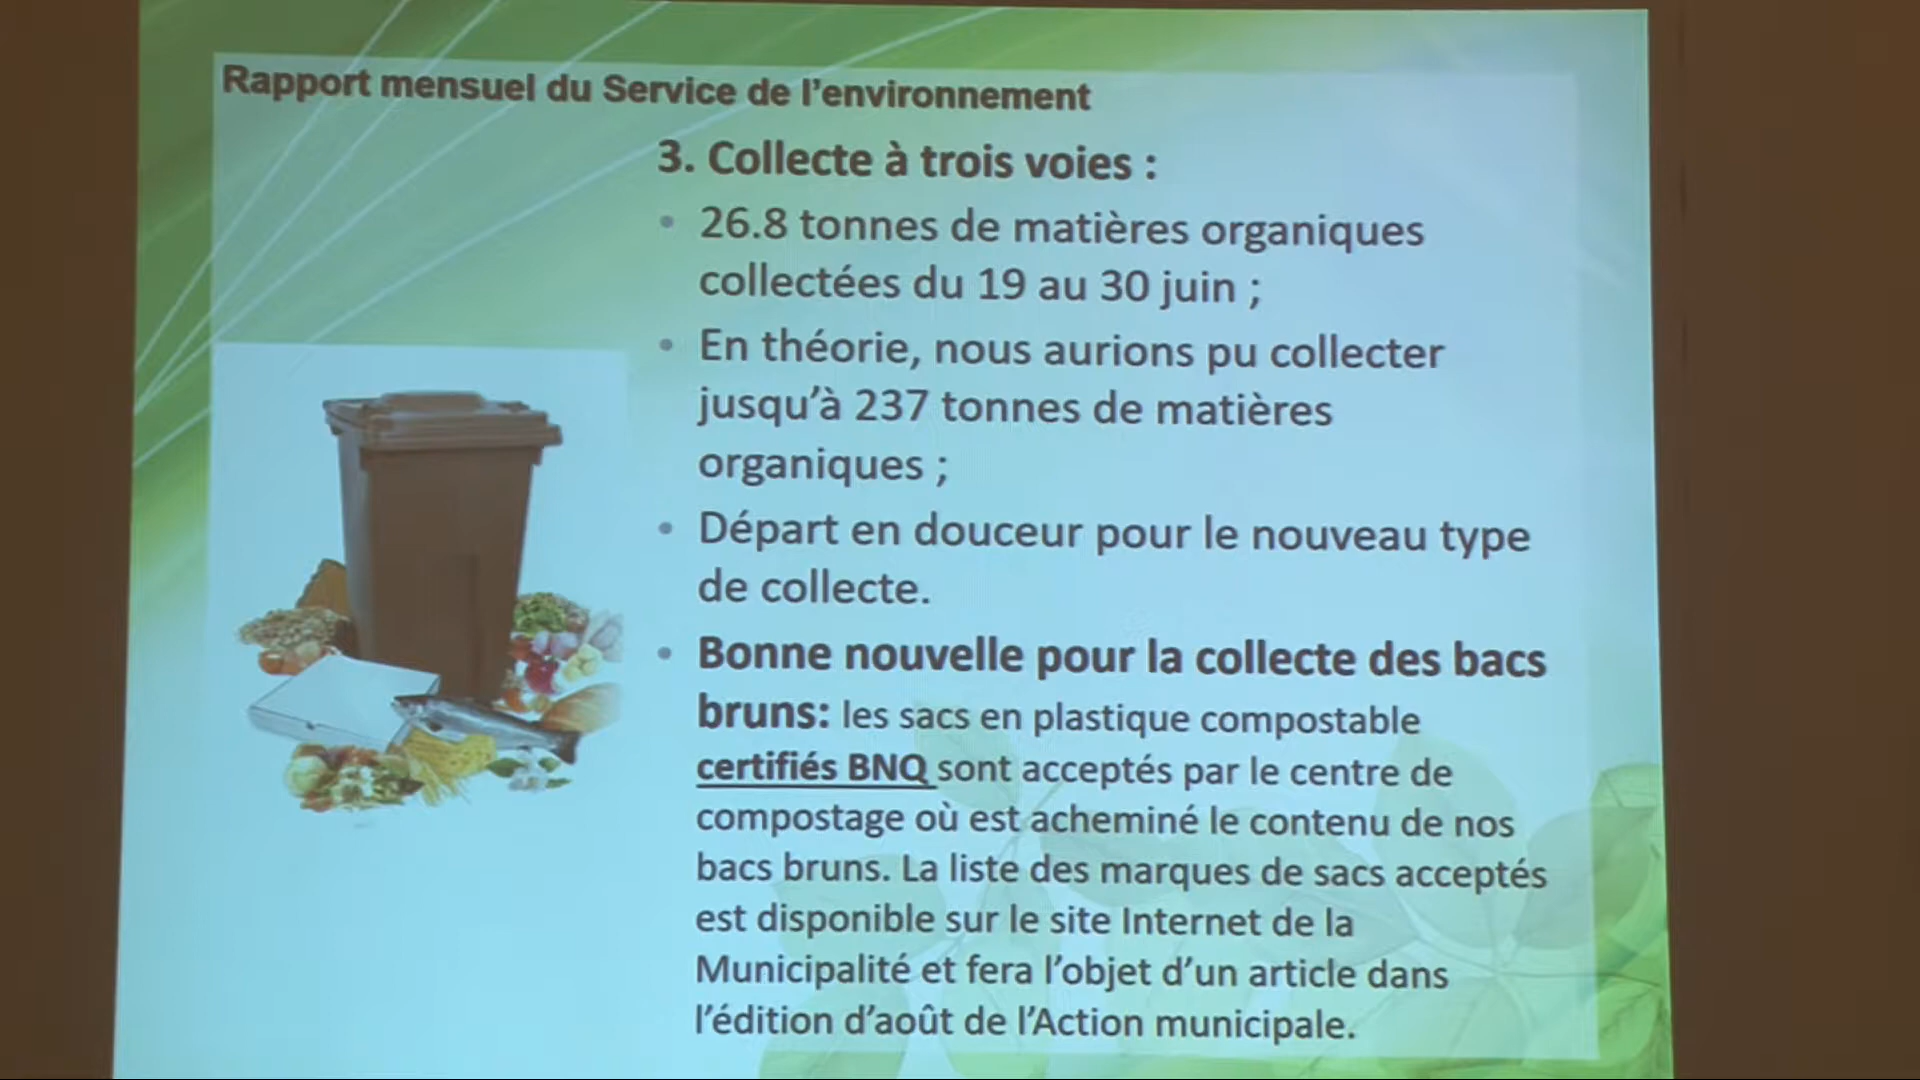 Rapport mensuel du Service de l'environnement
3. Collecte à trois voies :
• 26.8 tonnes de matières organiques
collectées du 19 au 30 juin ;
• En théorie, nous aurions pu collecter
jusqu'à 237 tonnes de matières
organiques ;
• Départ en douceur pour le nouveau type
de collecte.
• Bonne nouvelle pour la collecte des bacs
bruns: les sacs en plastique compostable
certifiés BNQ sont acceptés par le centre de
compostage où est acheminé le contenu de nos
bacs bruns. La liste des marques de sacs acceptés
est disponible sur le site Internet de la
Municipalité et fera l'objet d'un article dans
l'édition d'août de l'Action municipale.